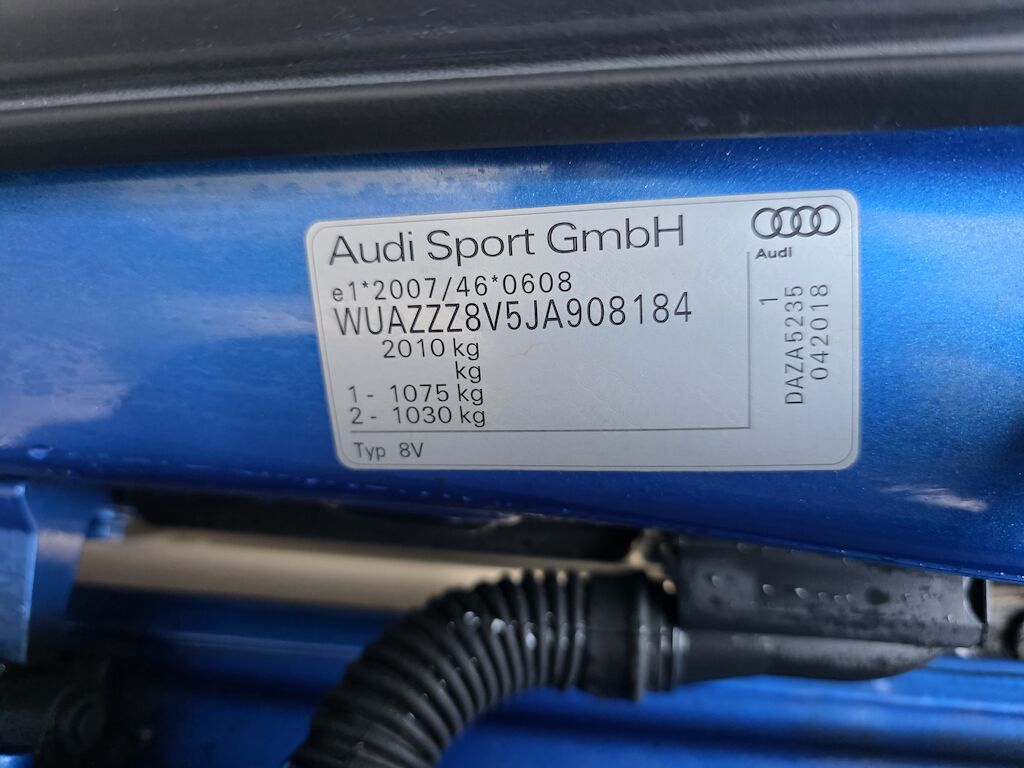 Audi Sport GmbH
Audi
e1*2007/46*0608
WUAZZZ8V5JA908184
2010 kg
kg
1 - 1075 kg
2 - 1030 kg
Typ 8V
1
DAZA5235
042018